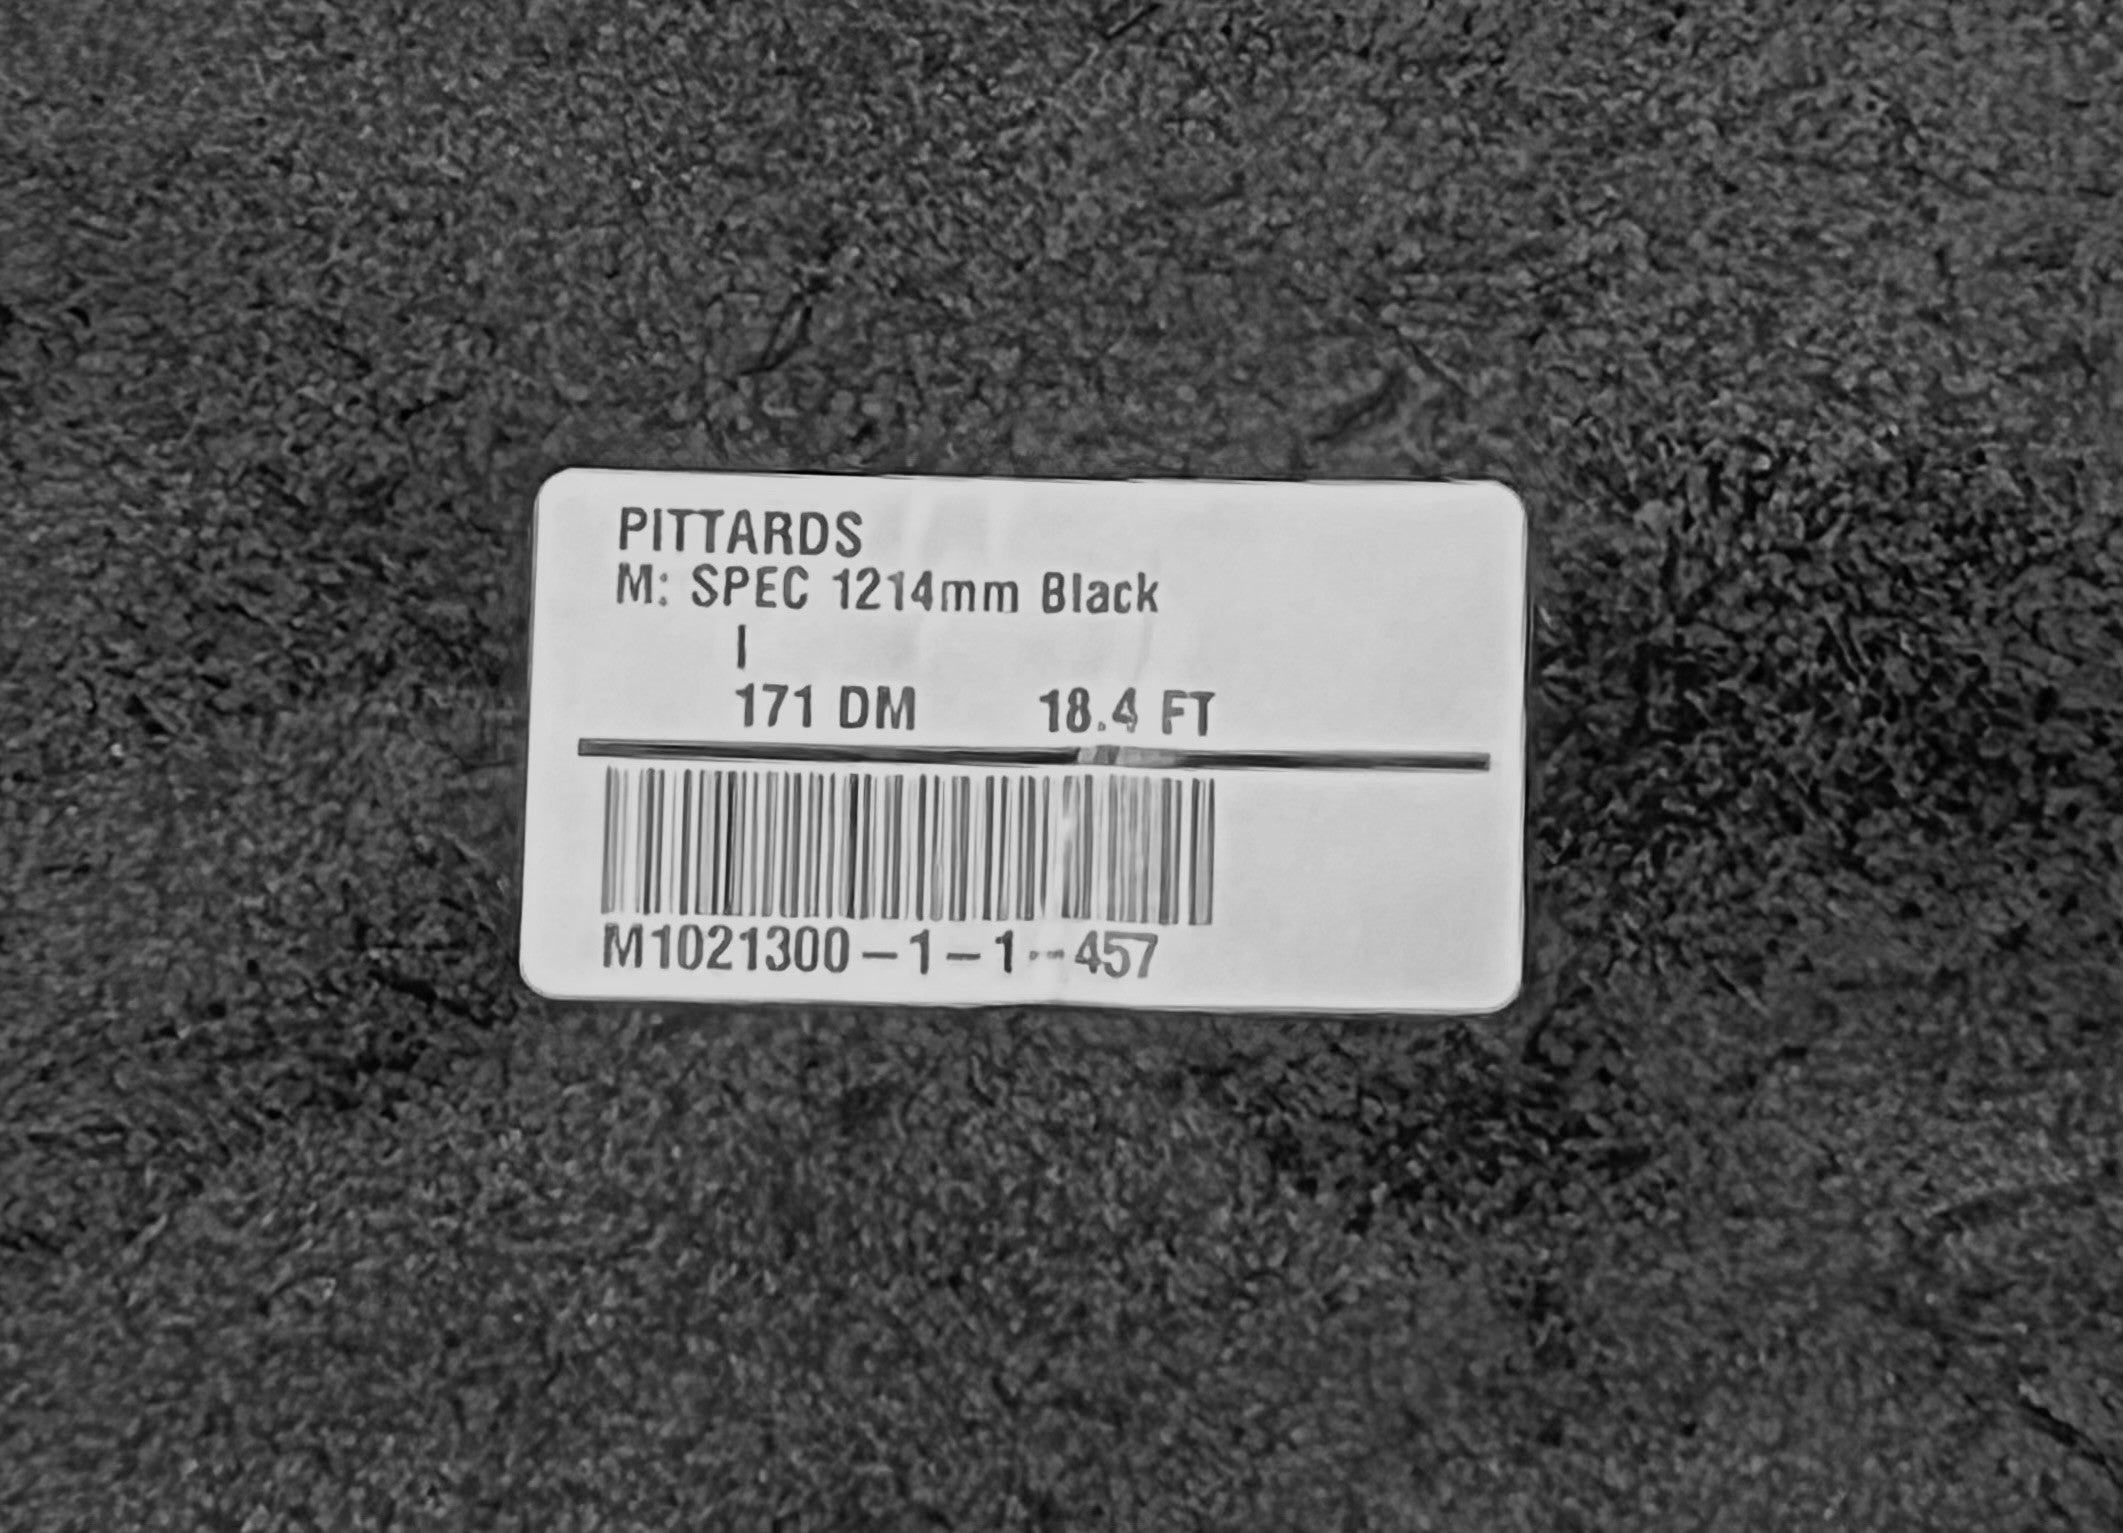 PITTARDS
M: SPEC 1214mm Black
I
171 DM 18.4 FT
M1021300-1-1--457